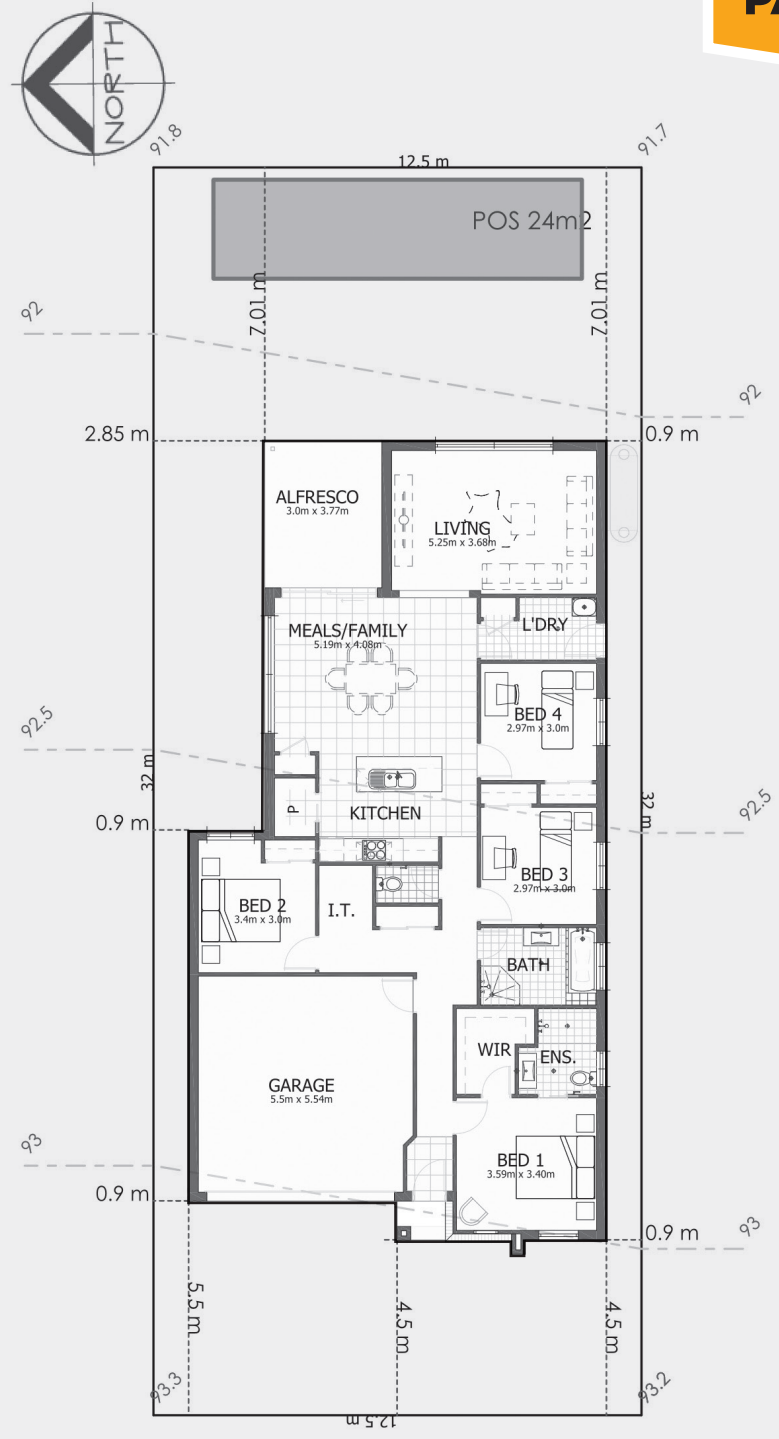 PA
NORTH
91.8
91.7
12.5 m
POS 24m2
7.01 m
7.01 m
92
92
2.85 m
0.9 m
ALFRESCO
3.0m x 3.77m
LIVING
5.25m x 3.68m
MEALS/FAMILY
5.19m x 4.08m
L'DRY
BED 4
2.97m x 3.0m
92.5
92.5
32 m
32 m
P
KITCHEN
0.9 m
BED 3
2.97m x 3.0m
BED 2
3.4m x 3.0m
I.T.
BATH
WIR
ENS.
GARAGE
5.5m x 5.54m
BED 1
3.59m x 3.40m
93
93
0.9 m
0.9 m
5.5 m
4.5 m
4.5 m
93.3
93.2
12.5 m